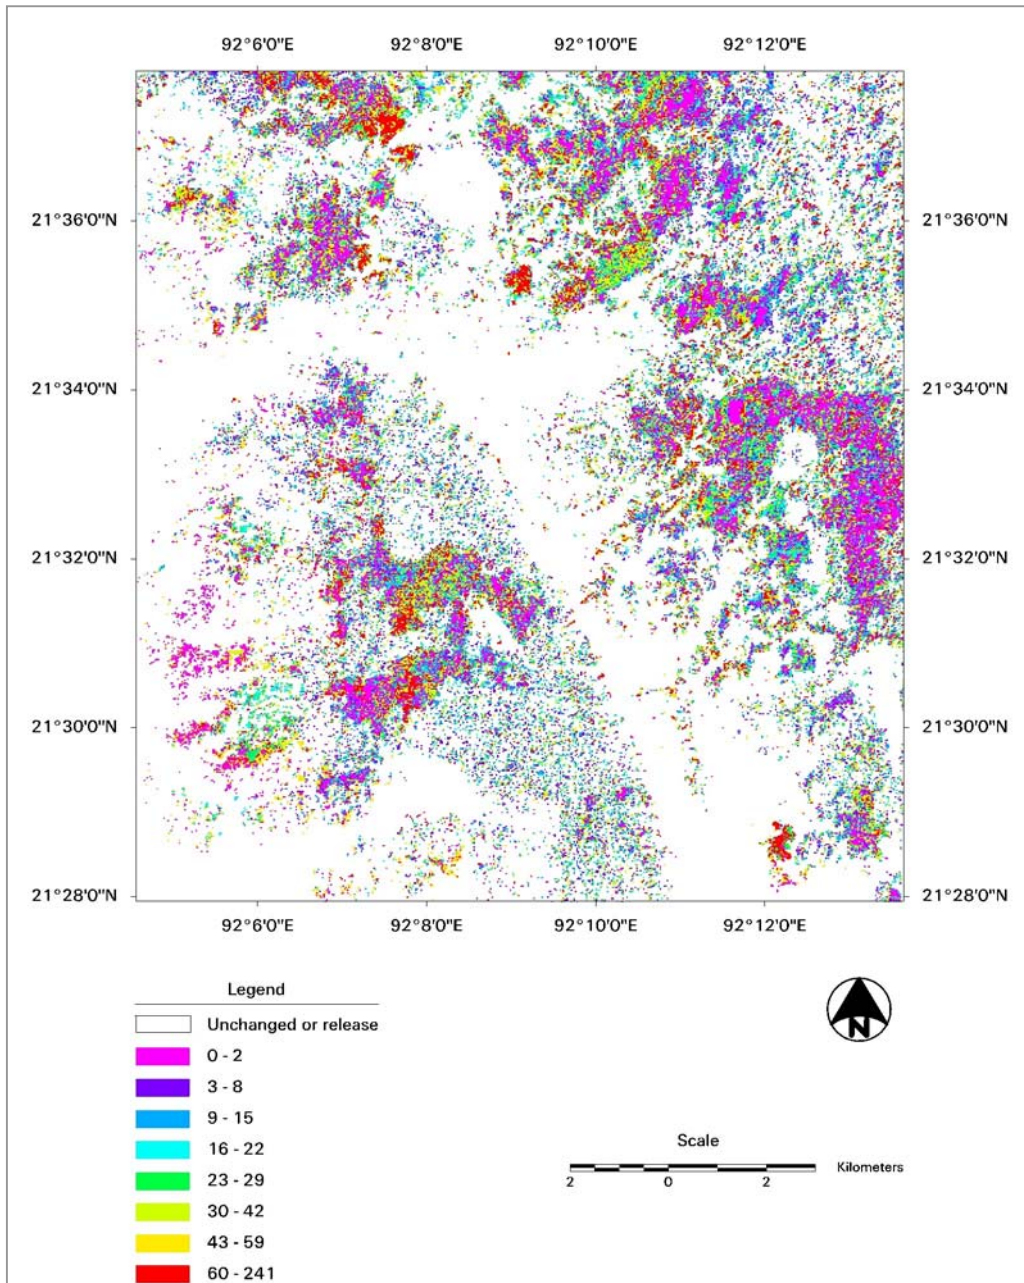 92°6'0"E 92°8'0"E 92°10'0"E 92°12'0"E
21°36'0"N 21°36'0"N
21°34'0"N 21°34'0"N
21°32'0"N 21°32'0"N
21°30'0"N 21°30'0"N
21°28'0"N 21°28'0"N
92°6'0"E 92°8'0"E 92°10'0"E 92°12'0"E
Legend
Unchanged or release
0 - 2
3 - 8
9 - 15
16 - 22
23 - 29
30 - 42
43 - 59
60 - 241
N
Scale
Kilometers
2 0 2